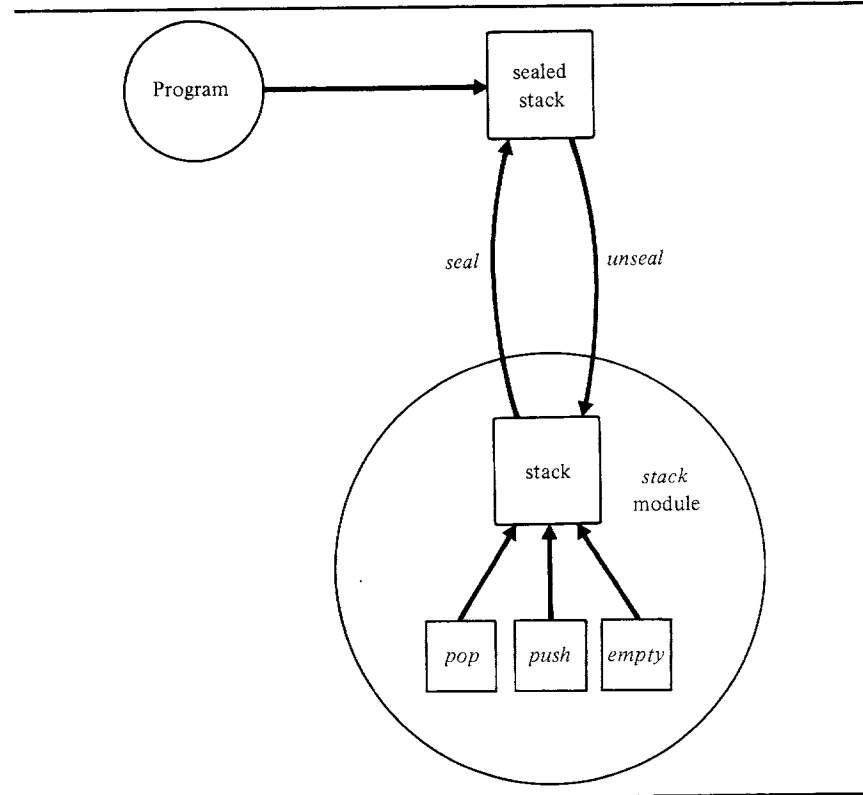 Program
sealed
stack
seal
unseal
stack
stack
module
pop
push
empty